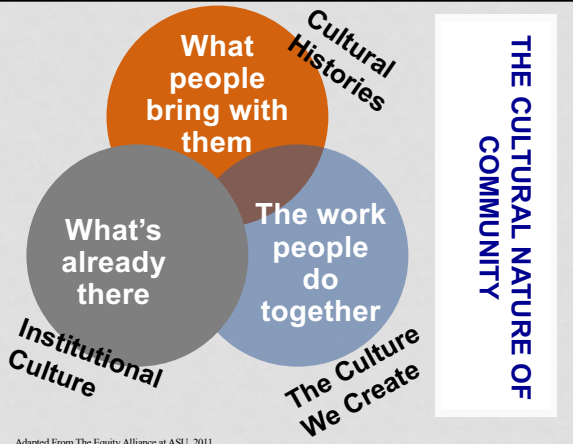 What
people
bring with
them
Cultural
Histories
What's
already
there
Institutional
Culture
The work
people
do
together
The Culture
We Create
THE CULTURAL NATURE OF
COMMUNITY
Adapted From The Equity Alliance at ASU, 2011